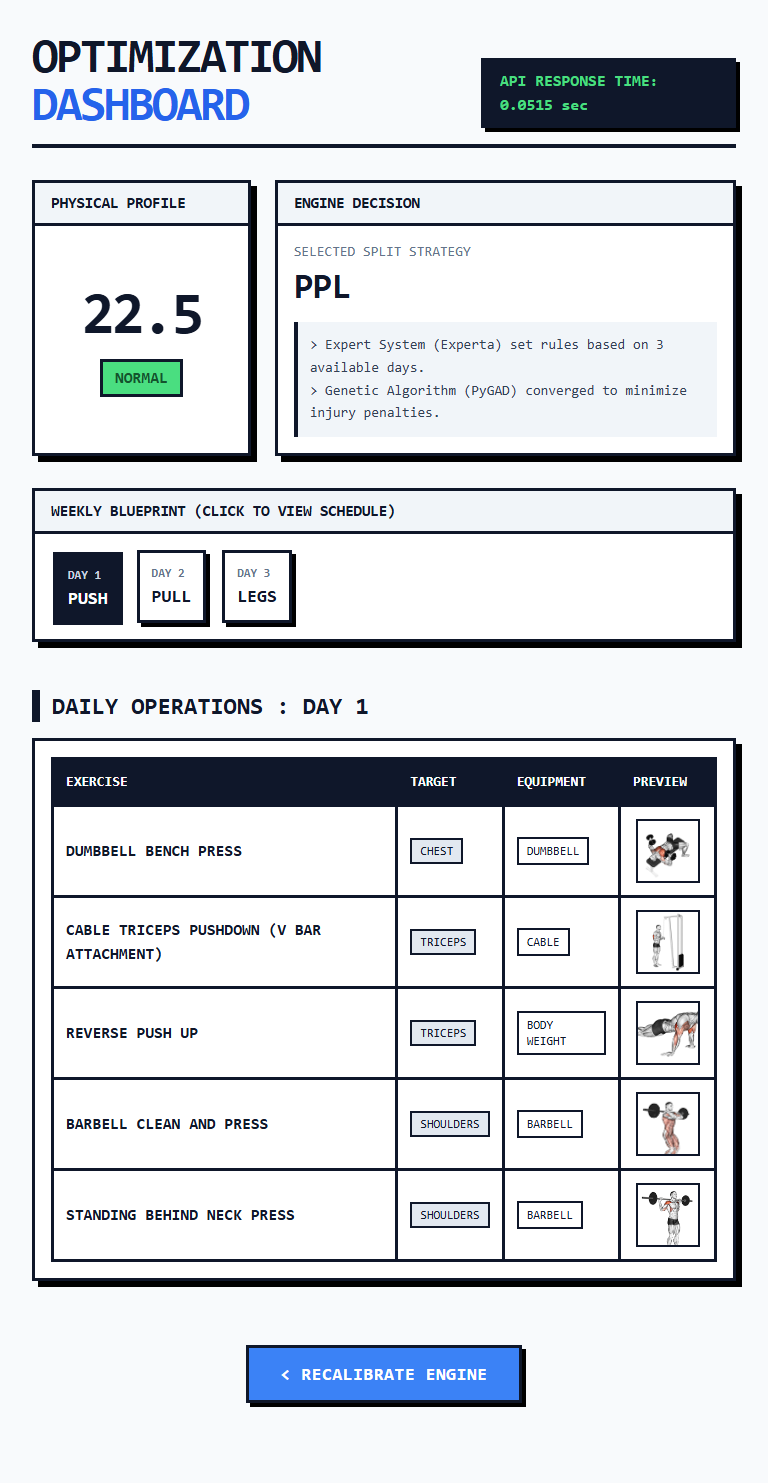 OPTIMIZATION
DASHBOARD
API RESPONSE TIME:
0.0515 sec
PHYSICAL PROFILE
22.5
NORMAL
ENGINE DECISION
SELECTED SPLIT STRATEGY
PPL
> Expert System (Experta) set rules based on 3
available days.
> Genetic Algorithm (PyGAD) converged to minimize
injury penalties.
WEEKLY BLUEPRINT (CLICK TO VIEW SCHEDULE)
DAY 1
PUSH
DAY 2
PULL
DAY 3
LEGS
DAILY OPERATIONS : DAY 1
EXERCISE TARGET EQUIPMENT PREVIEW
DUMBBELL BENCH PRESS CHEST DUMBBELL
CABLE TRICEPS PUSHDOWN (V BAR
ATTACHMENT) TRICEPS CABLE
REVERSE PUSH UP TRICEPS BODY
WEIGHT
BARBELL CLEAN AND PRESS SHOULDERS BARBELL
STANDING BEHIND NECK PRESS SHOULDERS BARBELL
< RECALIBRATE ENGINE